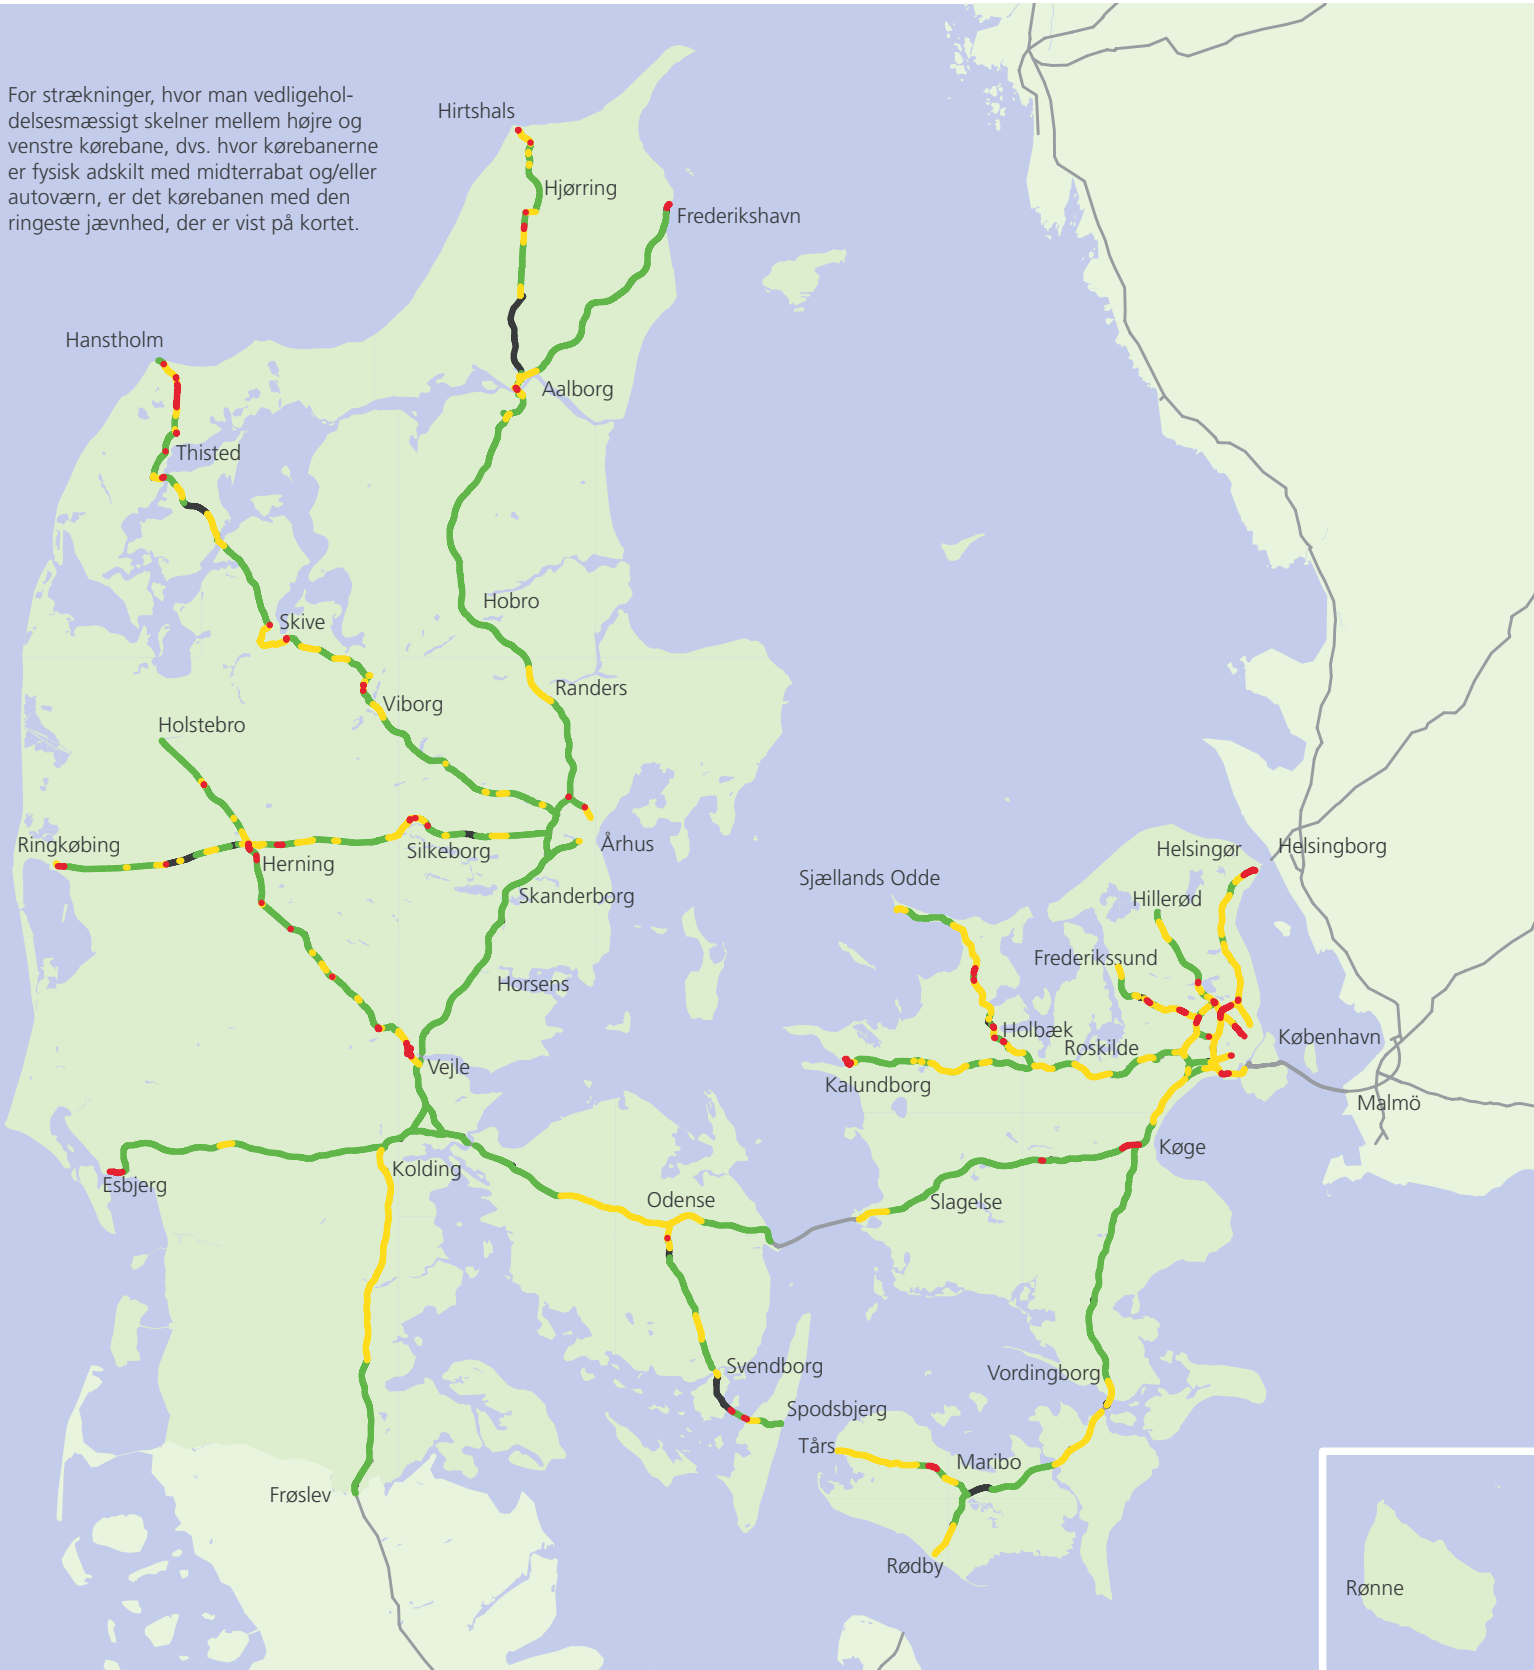 For strækninger, hvor man vedligehol-
delsesmæssigt skelner mellem højre og
venstre kørebane, dvs. hvor kørebanerne
er fysisk adskilt med midterrabat og/eller
autoværn, er det kørebanen med den
ringeste jævnhed, der er vist på kortet.
Hirtshals
Hjørring
Frederikshavn
Hanstholm
Aalborg
Thisted
Hobro
Skive
Randers
Viborg
Holstebro
Ringkøbing
Århus
Silkeborg
Herning
Helsingør
Helsingborg
Sjællands Odde
Skanderborg
Hillerød
Frederikssund
Horsens
Holbæk
København
Roskilde
Vejle
Kalundborg
Malmö
Køge
Kolding
Esbjerg
Odense
Slagelse
Svendborg
Vordingborg
Spodsbjerg
Tårs
Maribo
Frøslev
Rødby
Rønne